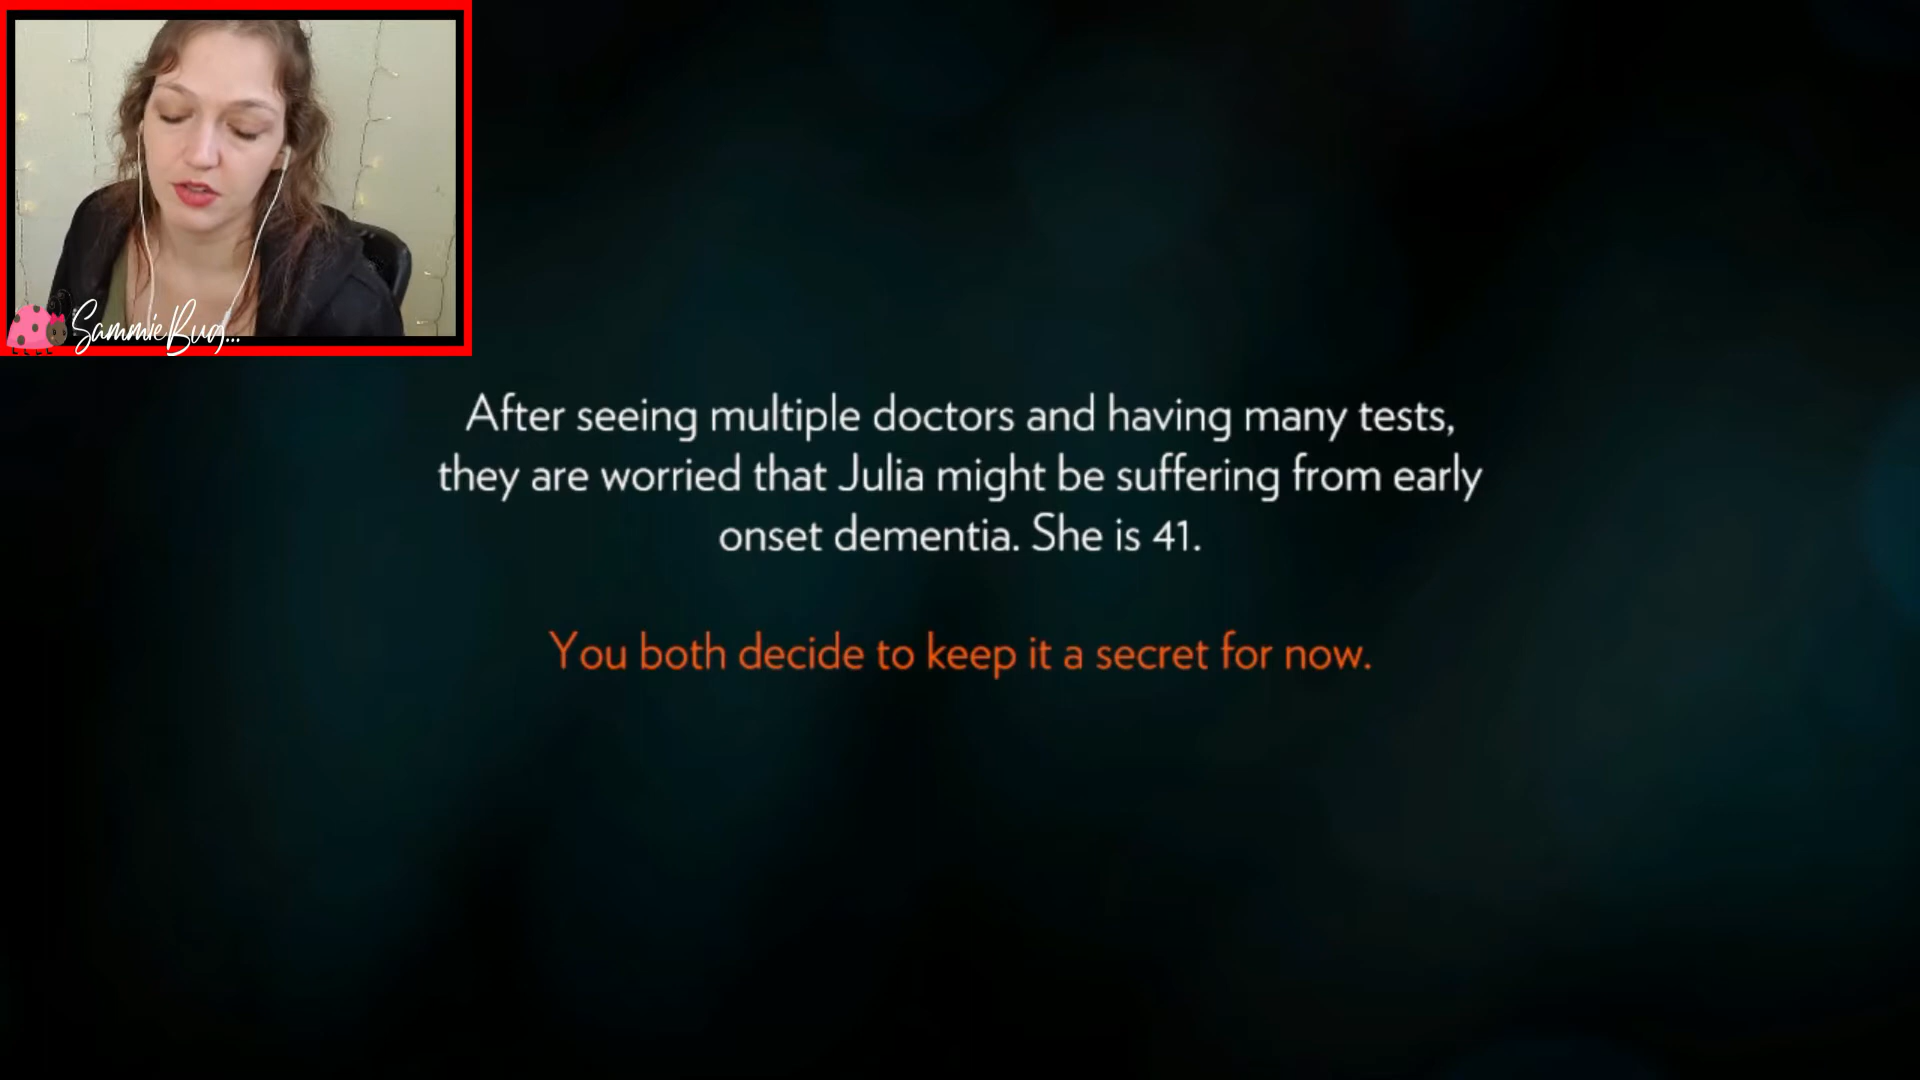 SammieBug...
After seeing multiple doctors and having many tests,
they are worried that Julia might be suffering from early
onset dementia. She is 41.
You both decide to keep it a secret for now.